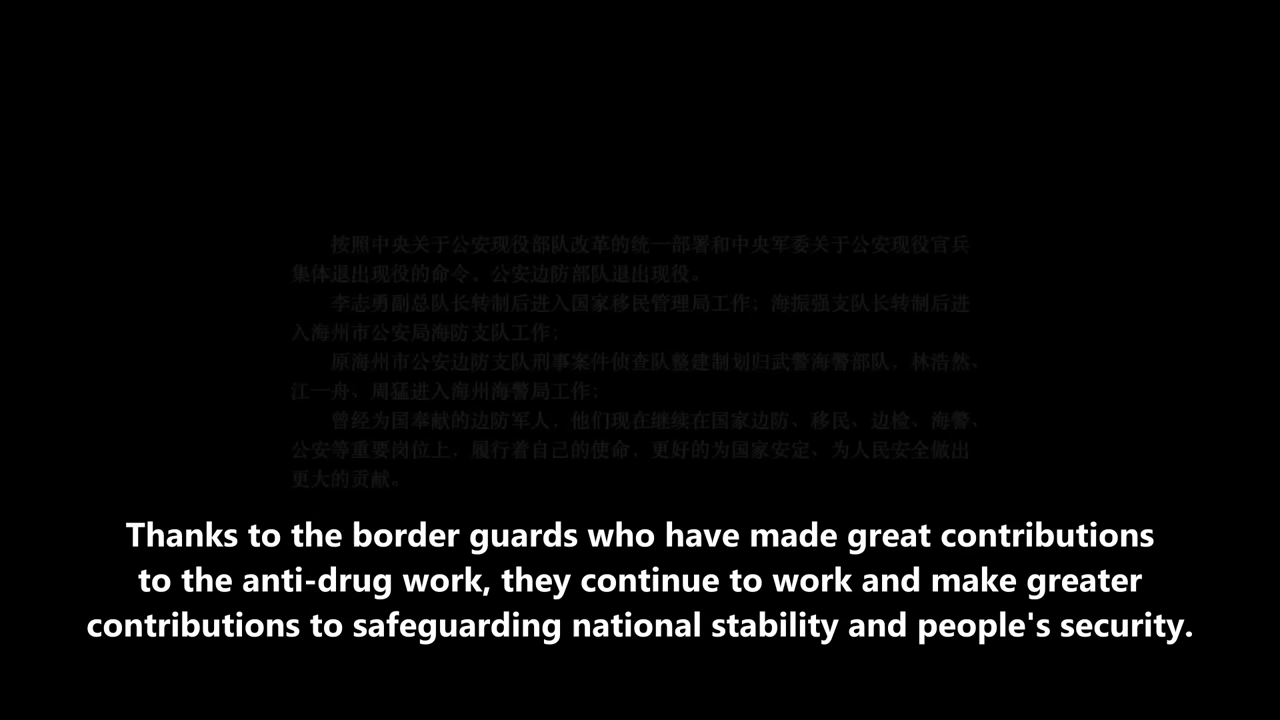 按照中央关于公安现役部队改革的统一部署和中央军委关于公安现役官兵
集体退出现役的命令，公安边防部队退出现役。
李志勇副总队长转制后进入国家移民管理局工作；海振强支队长转制后进
入海州市公安局海防支队工作；
原海州市公安边防支队刑事案件侦查队整建制划归武警海警部队，林浩然、
江一舟、周猛进入海州海警局工作；
曾经为国奉献的边防军人，他们现在继续在国家边防、移民、边检、海警、
公安等重要岗位上，履行着自己的使命，更好的为国家安定、为人民安全做出
更大的贡献。
Thanks to the border guards who have made great contributions
to the anti-drug work, they continue to work and make greater
contributions to safeguarding national stability and people's security.